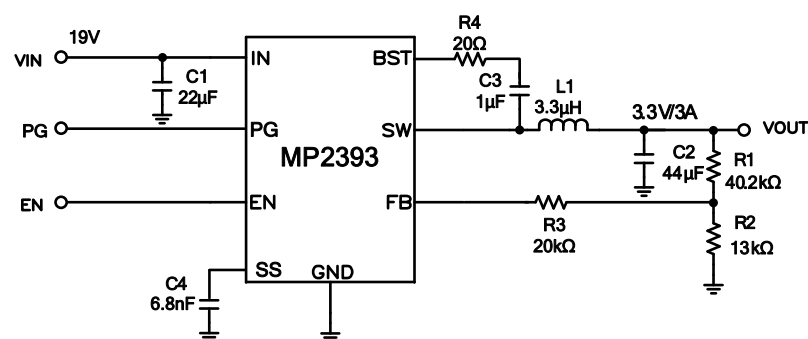 19V
VIN
C1
22μF
IN
PG
PG
EN
EN
C4
6.8nF
SS
GND
MP2393
BST
SW
FB
R4
20Ω
C3
1μF
L1
3.3μH
3.3V/3A
VOUT
C2
44μF
R1
40.2kΩ
R3
20kΩ
R2
13kΩ